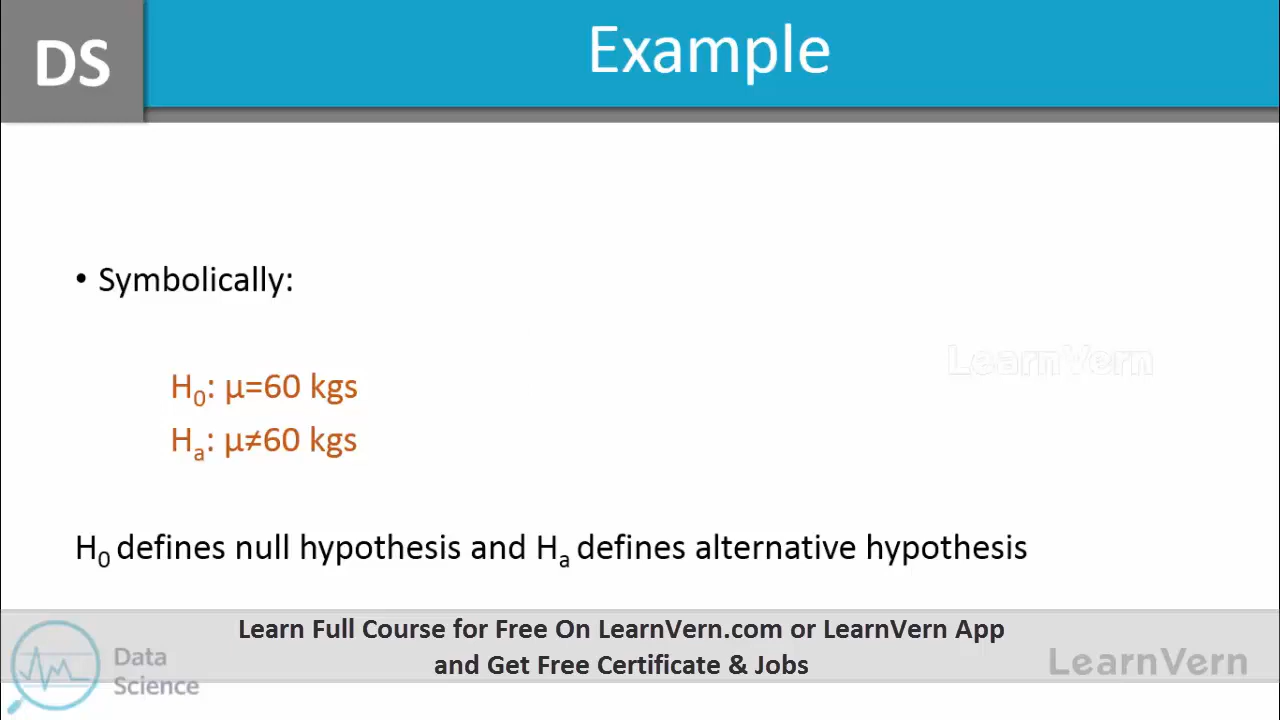 DS
Example
• Symbolically:
LearnVern
H₀: µ=60 kgs
Hₐ: µ≠60 kgs
H₀ defines null hypothesis and Hₐ defines alternative hypothesis
Learn Full Course for Free On LearnVern.com or LearnVern App
and Get Free Certificate & Jobs
Data
Science
LearnVern